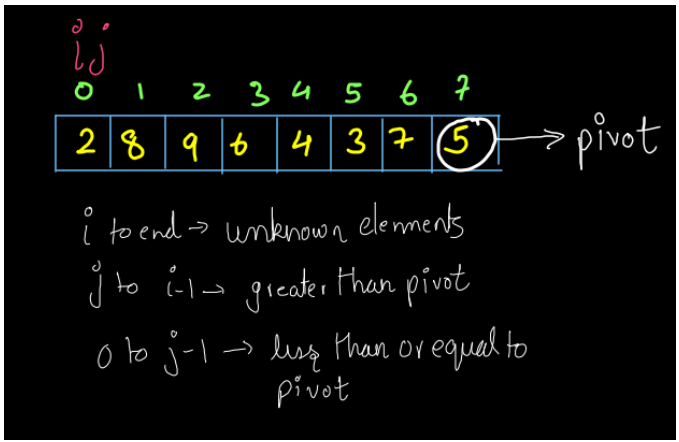 i j
0 1 2 3 4 5 6 7
2 8 9 6 4 3 7 5 → pivot
i to end → unknown elements
j to i-1 → greater than pivot
0 to j-1 → less than or equal to
pivot